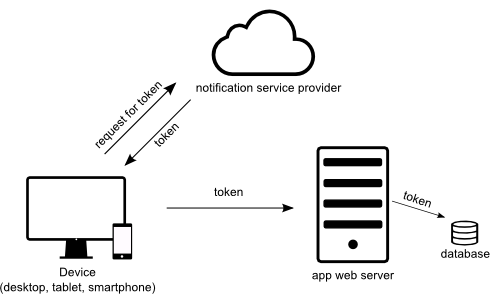 notification service provider
request for token
token
token
token
database
app web server
Device
(desktop, tablet, smartphone)